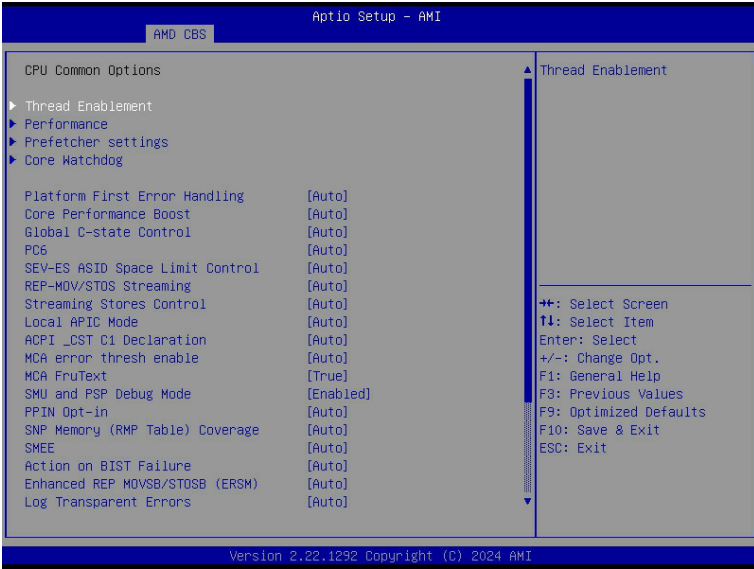 Aptio Setup – AMI
AMD CBS
CPU Common Options
Thread Enablement
Performance
Prefetcher settings
Core Watchdog
Platform First Error Handling [Auto]
Core Performance Boost [Auto]
Global C-state Control [Auto]
PC6 [Auto]
SEV-ES ASID Space Limit Control [Auto]
REP-MOV/STOS Streaming [Auto]
Streaming Stores Control [Auto]
Local APIC Mode [Auto]
ACPI _CST C1 Declaration [Auto]
MCA error thresh enable [Auto]
MCA FruText [True]
SMU and PSP Debug Mode [Enabled]
PPIN Opt-in [Auto]
SNP Memory (RMP Table) Coverage [Auto]
SMEE [Auto]
Action on BIST Failure [Auto]
Enhanced REP MOVSB/STOSB (ERSM) [Auto]
Log Transparent Errors [Auto]
Thread Enablement
→←: Select Screen
↑↓: Select Item
Enter: Select
+/-: Change Opt.
F1: General Help
F3: Previous Values
F9: Optimized Defaults
F10: Save & Exit
ESC: Exit
Version 2.22.1292 Copyright (C) 2024 AMI